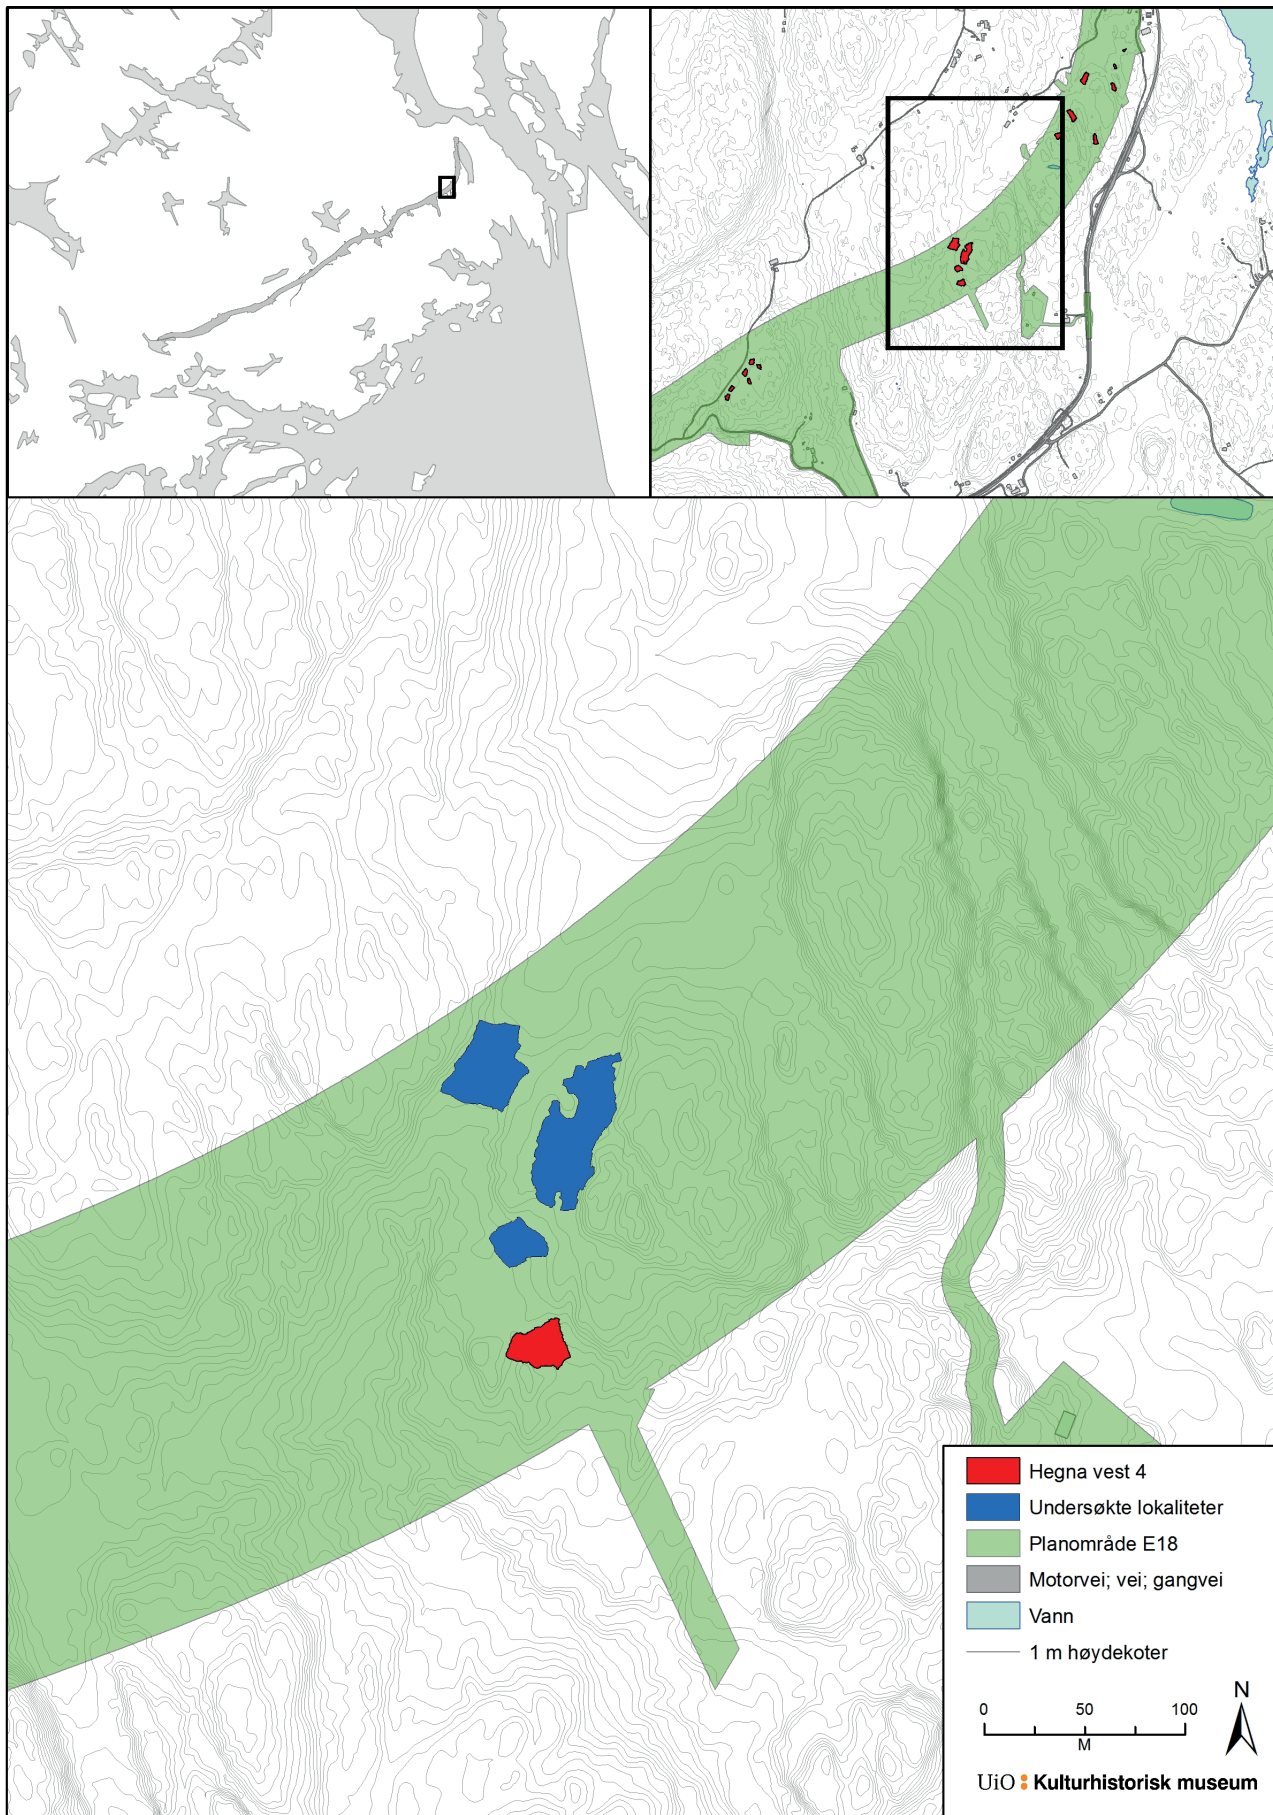 Hegna vest 4
Undersøkte lokaliteter
Planområde E18
Motorvei; vei; gangvei
Vann
1 m høydekoter
N
0 50 100
M
UiO Kulturhistorisk museum